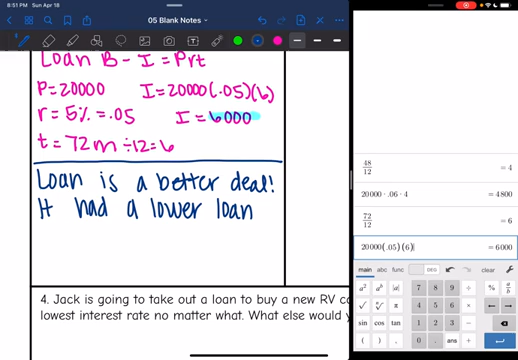 8:51 PM Sun Apr 18
05 Blank Notes
Loan B - I = Prt
P=20000 I=20000(.05)(6)
r = 5% = .05 I = 6000
t = 72m ÷12=6
Loan is a better deal!
It had a lower loan
4. Jack is going to take out a loan to buy a new RV
lowest interest rate no matter what. What else would
48/12 = 4
20000 · .06 · 4 = 4800
72/12 = 6
20000(.05)(6) = 6000
main abc func DEG clear
a² aᵇ |a| 7 8 9 ÷ % a/b
√ ⁿ√ π 4 5 6 × ← →
sin cos tan 1 2 3 −
( ) , 0 . ans +